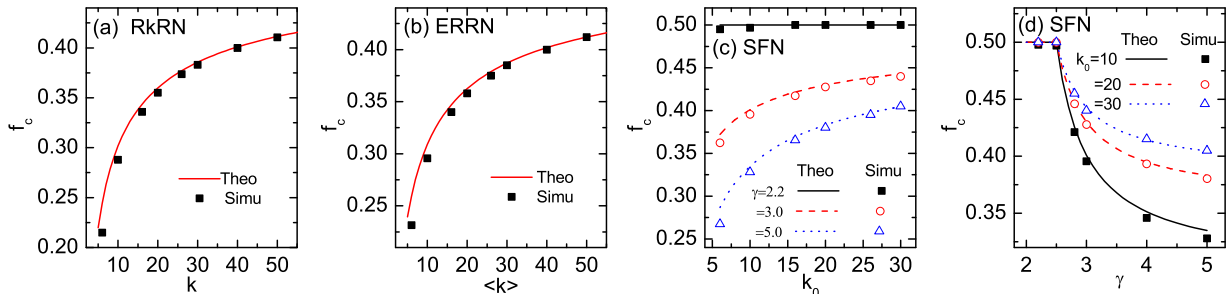 (a) RkRN
f_c
0.40
0.35
0.30
0.25
0.20
Theo
Simu
10 20 30 40 50
k
(b) ERRN
f_c
0.40
0.35
0.30
0.25
Theo
Simu
10 20 30 40 50
<k>
(c) SFN
f_c
0.50
0.45
0.40
0.35
0.30
0.25
Theo Simu
γ=2.2
=3.0
=5.0
5 10 15 20 25 30
k_0
(d) SFN
f_c
0.50
0.45
0.40
0.35
Theo Simu
k_0=10
=20
=30
2 3 4 5
γ